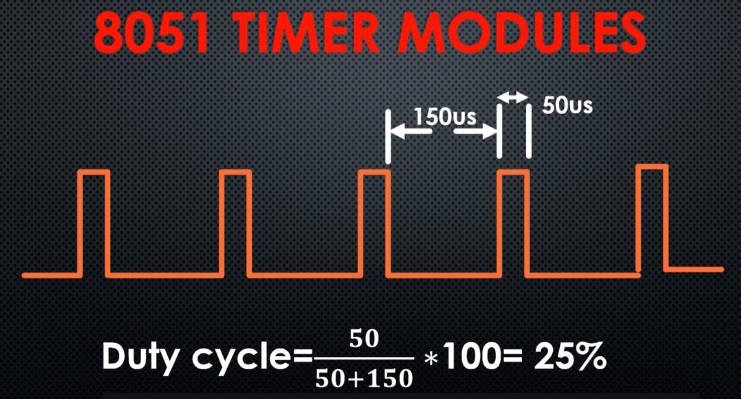 8051 TIMER MODULES
150us
50us
Duty cycle=50/50+150 *100= 25%